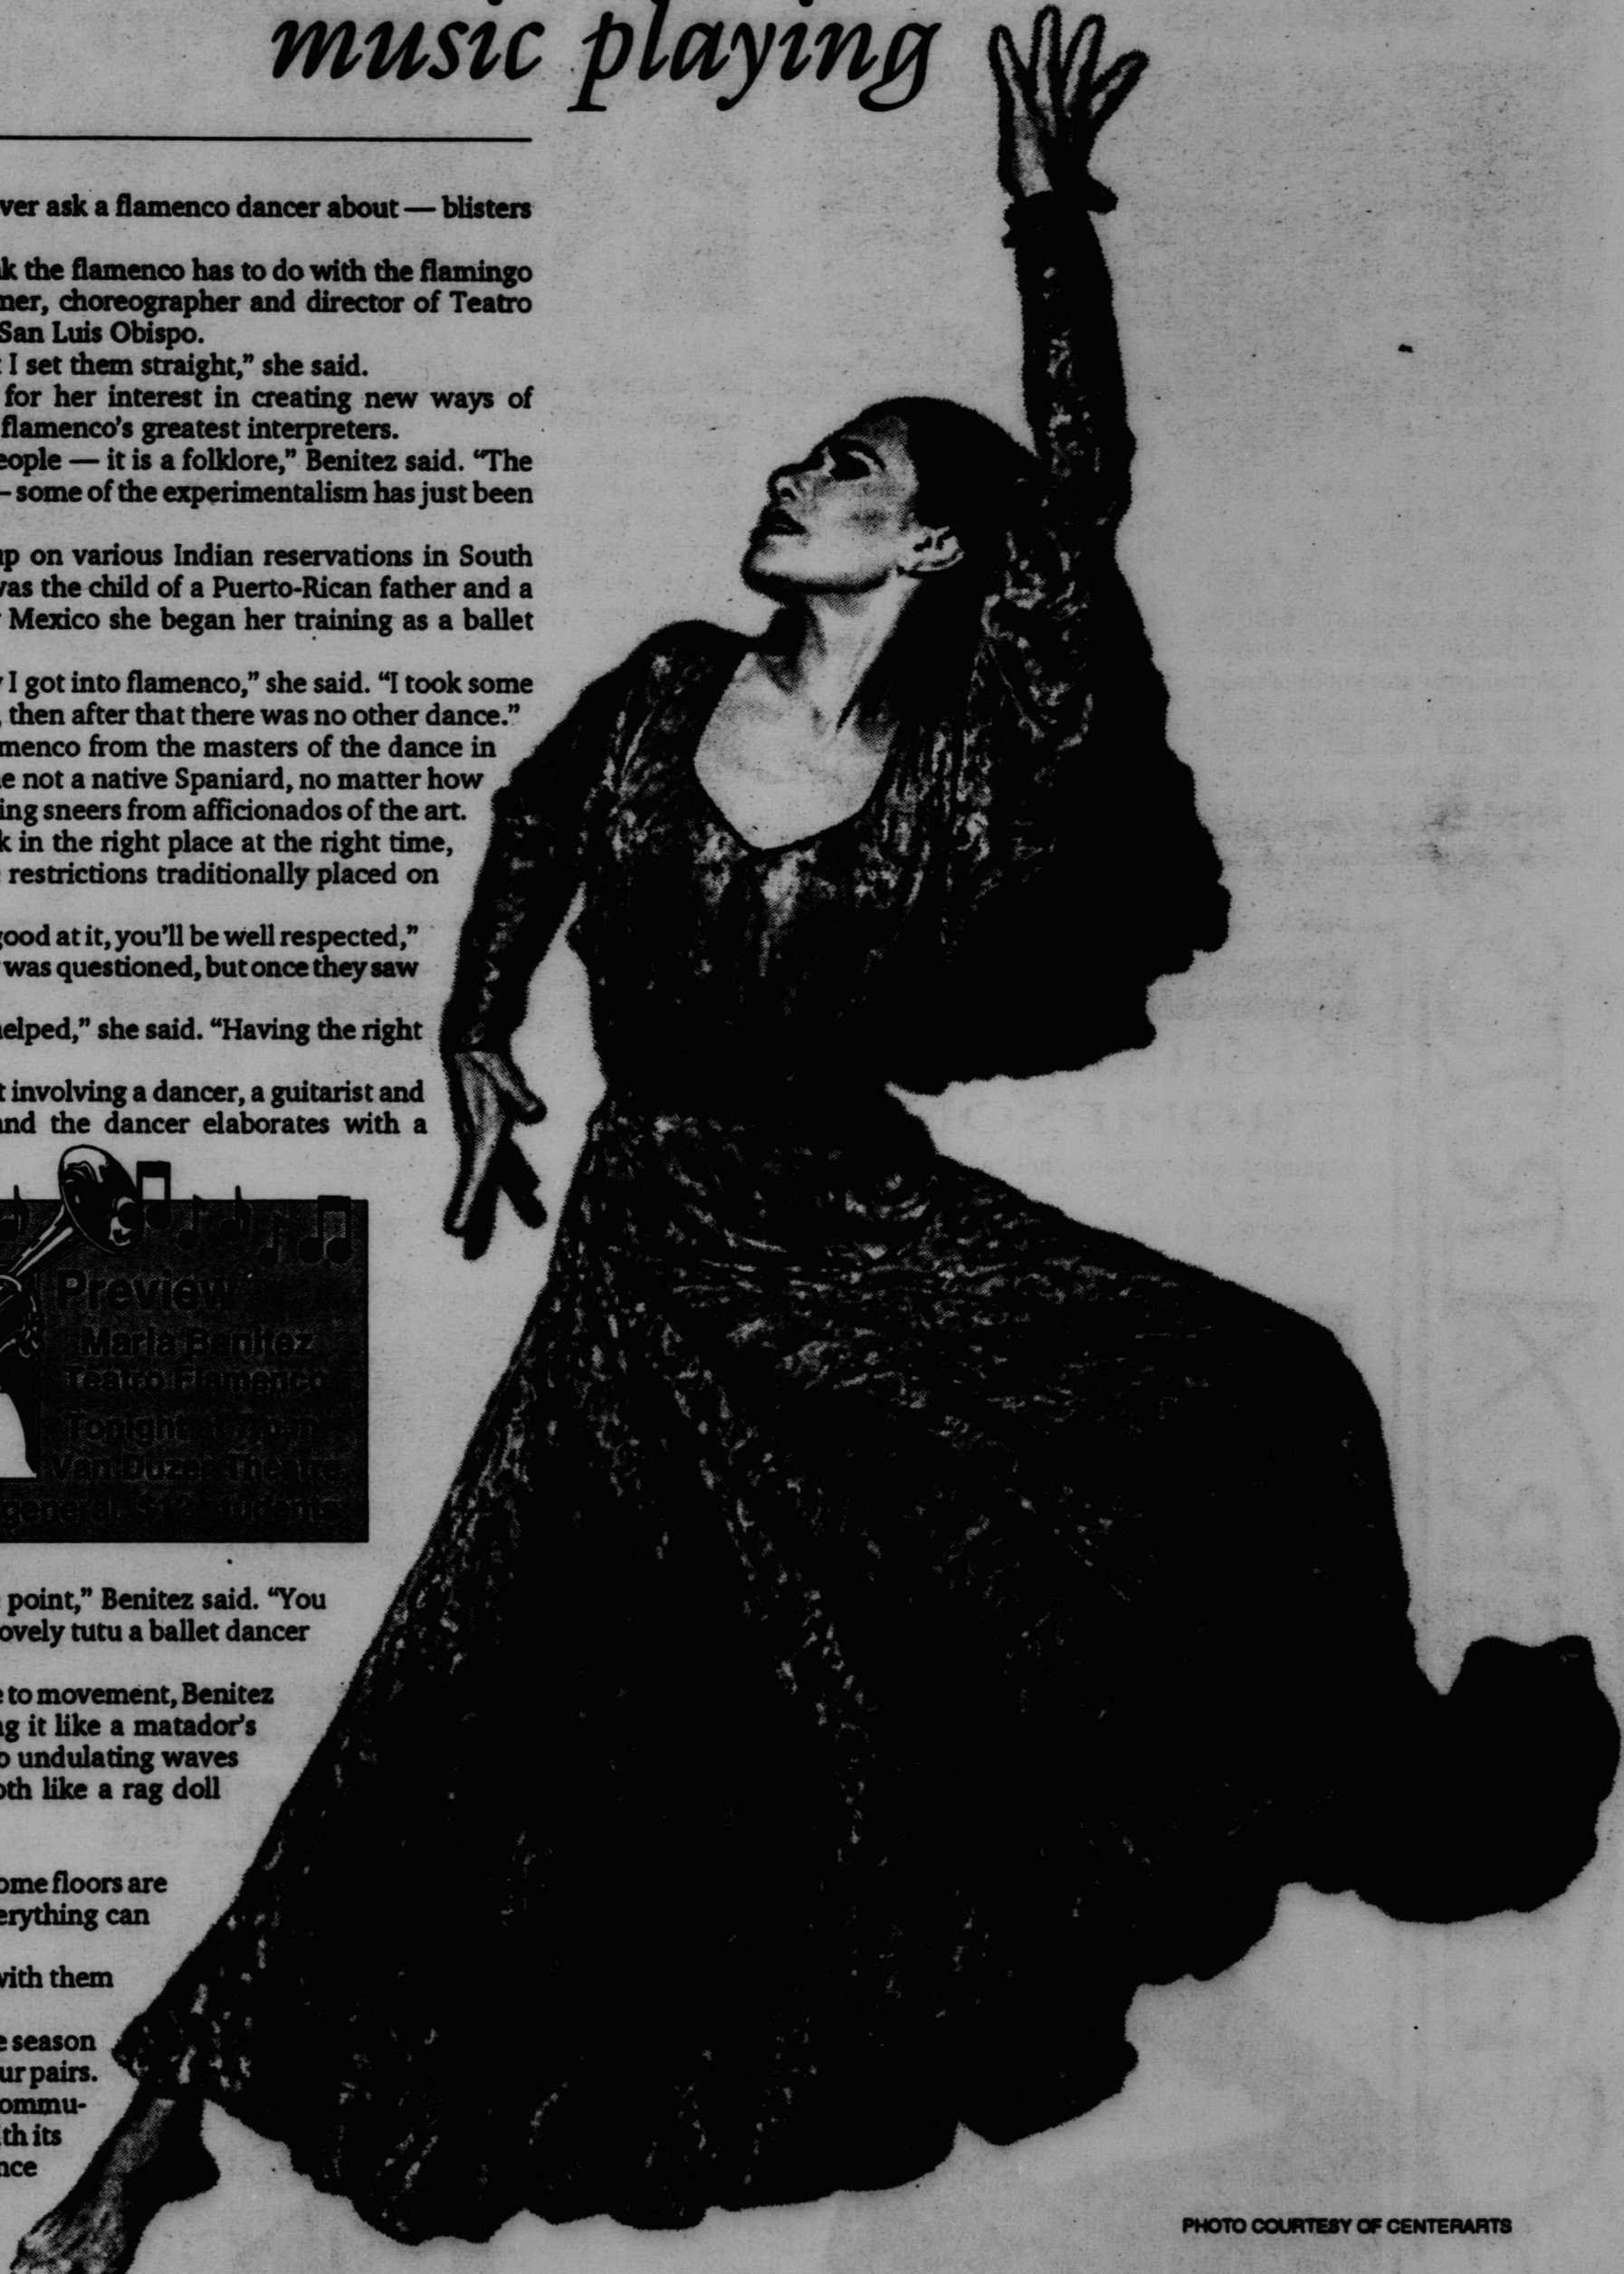 music playing
ver ask a flamenco dancer about — blisters
k the flamenco has to do with the flamingo
ner, choreographer and director of Teatro
San Luis Obispo.
I set them straight,” she said.
for her interest in creating new ways of
flamenco’s greatest interpreters.
eople — it is a folklore,” Benitez said. “The
– some of the experimentalism has just been
up on various Indian reservations in South
was the child of a Puerto-Rican father and a
Mexico she began her training as a ballet
I got into flamenco,” she said. “I took some
then after that there was no other dance.”
menco from the masters of the dance in
e not a native Spaniard, no matter how
ing sneers from afficionados of the art.
k in the right place at the right time,
restrictions traditionally placed on
good at it, you’ll be well respected,”
was questioned, but once they saw
helped,” she said. “Having the right
t involving a dancer, a guitarist and
and the dancer elaborates with a
Preview
Maria Benitez
Teatro Flamenco
Tonight p.m.
Van Duzer Theatre
general, students
point,” Benitez said. “You
ovely tutu a ballet dancer
e to movement, Benitez
ng it like a matador’s
o undulating waves
oth like a rag doll
ome floors are
erything can
with them
e season
ur pairs.
ommu-
th its
nce
PHOTO COURTESY OF CENTERARTS